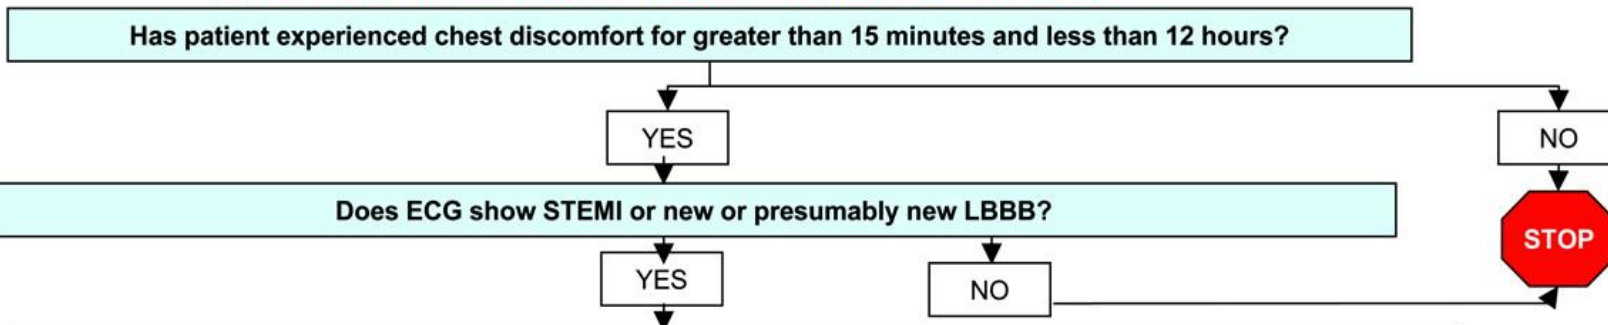 Has patient experienced chest discomfort for greater than 15 minutes and less than 12 hours?
YES
NO
Does ECG show STEMI or new or presumably new LBBB?
STOP
YES
NO